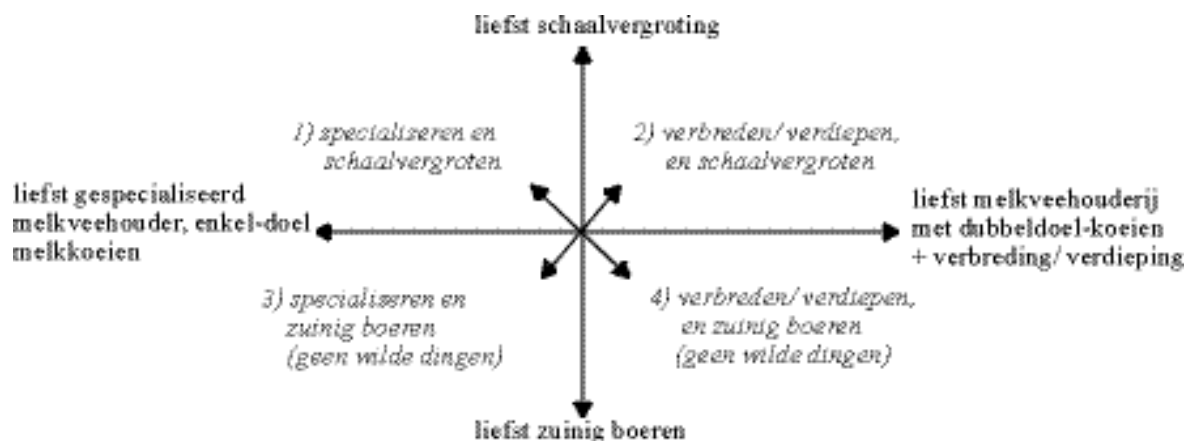 liefst schaalvergroting
1) specialiseren en
schaalvergroten
2) verbreden/verdiepen,
en schaalvergroten
liefst gespecialiseerd
melkveehouder, enkel-doel
melkkoeien
liefst melkveehouderij
met dubbeldoel-koeien
+ verbreding/verdieping
3) specialiseren en
zuinig boeren
(geen wilde dingen)
4) verbreden/verdiepen,
en zuinig boeren
(geen wilde dingen)
liefst zuinig boeren